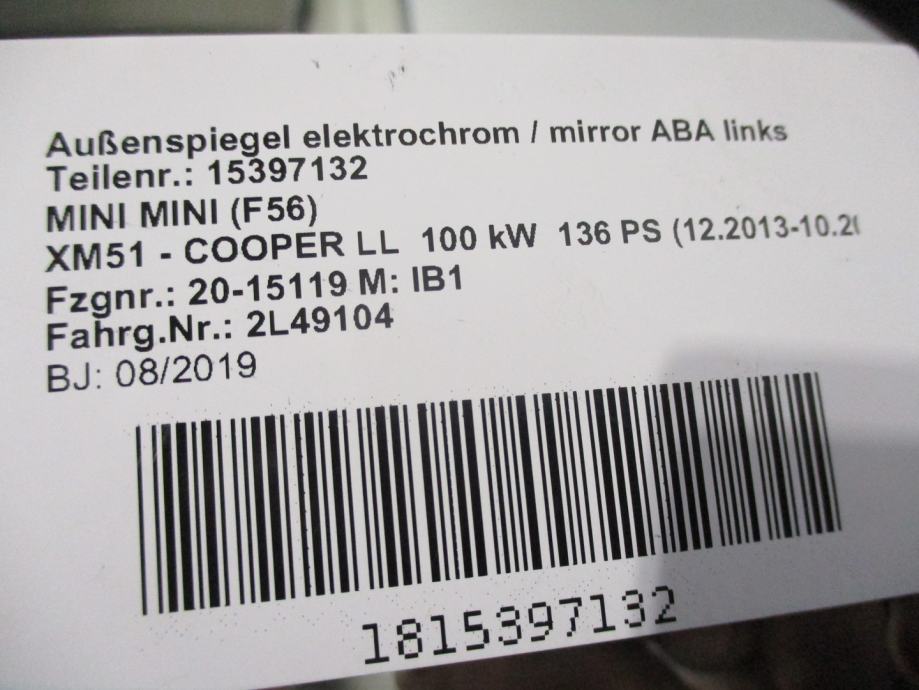 Außenspiegel elektrochrom / mirror ABA links
Teilenr.: 15397132
MINI MINI (F56)
XM51 - COOPER LL 100 kW 136 PS (12.2013-10.20
Fzgnr.: 20-15119 M: IB1
Fahrg.Nr.: 2L49104
BJ: 08/2019
1815397132